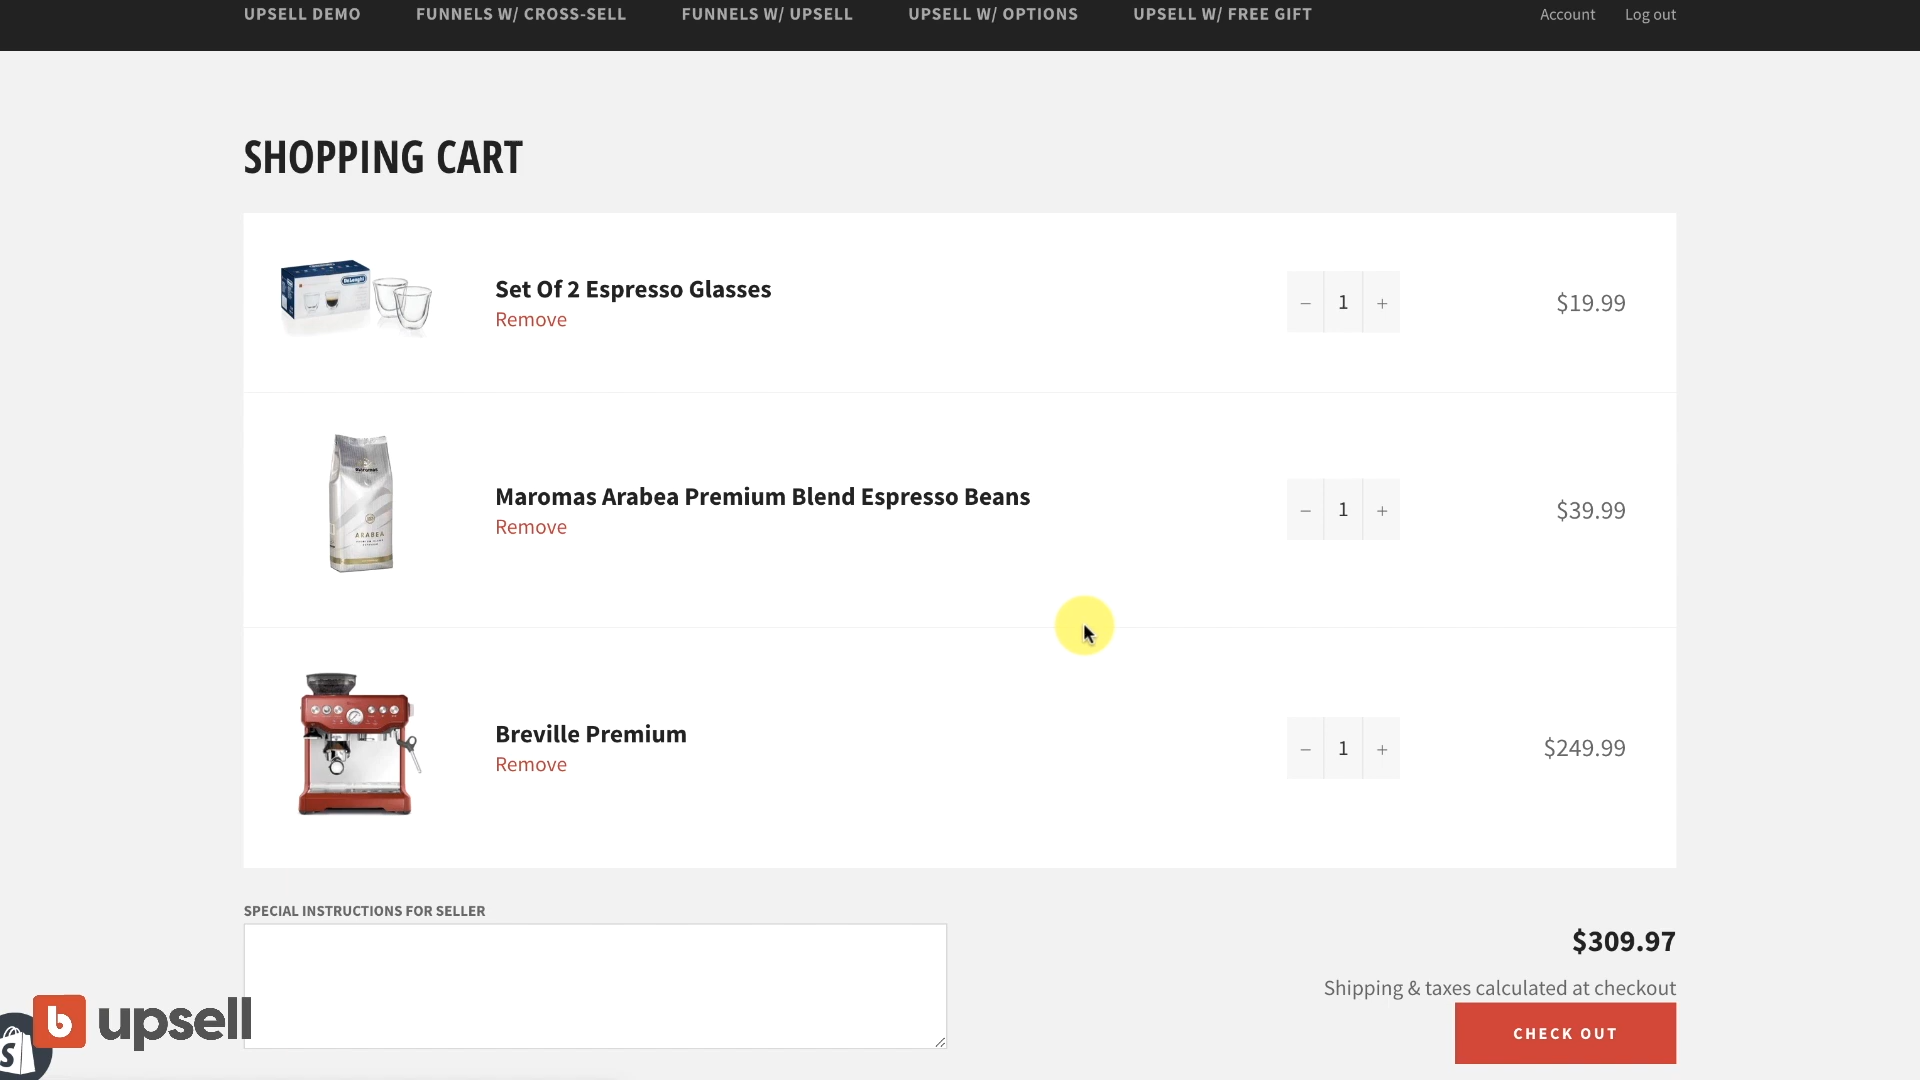 UPSELL DEMO FUNNELS W/ CROSS-SELL FUNNELS W/ UPSELL UPSELL W/ OPTIONS UPSELL W/ FREE GIFT Account Log out
SHOPPING CART
DeLonghi
Set Of 2 Espresso Glasses
Remove
− 1 +
$19.99
ARABEA
Maromas Arabea Premium Blend Espresso Beans
Remove
− 1 +
$39.99
Breville Premium
Remove
− 1 +
$249.99
SPECIAL INSTRUCTIONS FOR SELLER
$309.97
Shipping & taxes calculated at checkout
CHECK OUT
S
b upsell